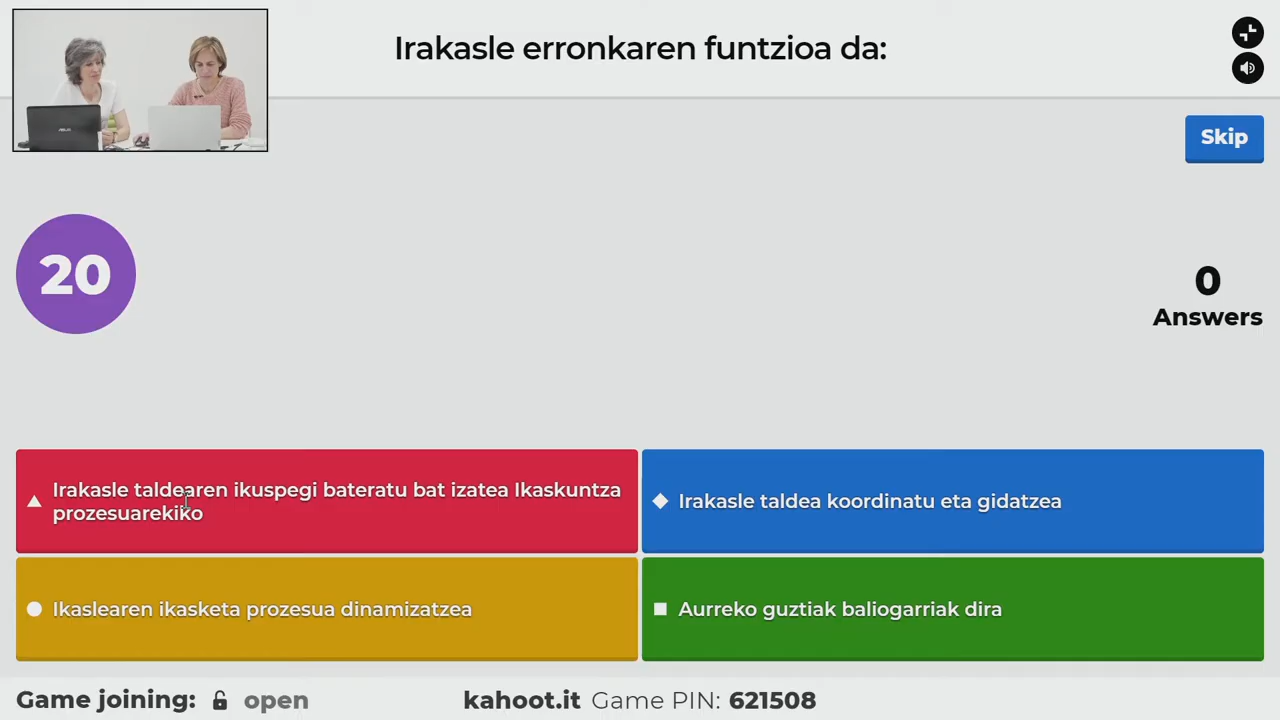 Irakasle erronkaren funtzioa da:
Skip
20
0
Answers
Irakasle taldearen ikuspegi bateratu bat izatea Ikaskuntza
prozesuarekiko
Irakasle taldea koordinatu eta gidatzea
Ikaslearen ikasketa prozesua dinamizatzea
Aurreko guztiak baliogarriak dira
Game joining: open
kahoot.it Game PIN: 621508